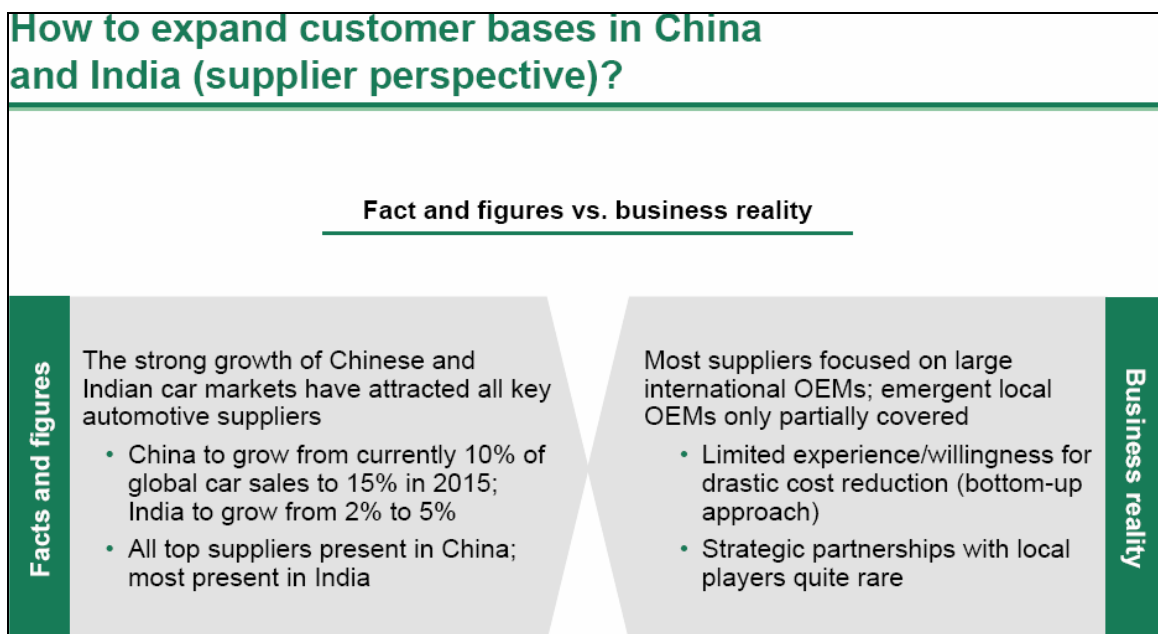 How to expand customer bases in China
and India (supplier perspective)?
Fact and figures vs. business reality
Facts and figures
The strong growth of Chinese and
Indian car markets have attracted all key
automotive suppliers
• China to grow from currently 10% of
global car sales to 15% in 2015;
India to grow from 2% to 5%
• All top suppliers present in China;
most present in India
Most suppliers focused on large
international OEMs; emergent local
OEMs only partially covered
• Limited experience/willingness for
drastic cost reduction (bottom-up
approach)
• Strategic partnerships with local
players quite rare
Business reality